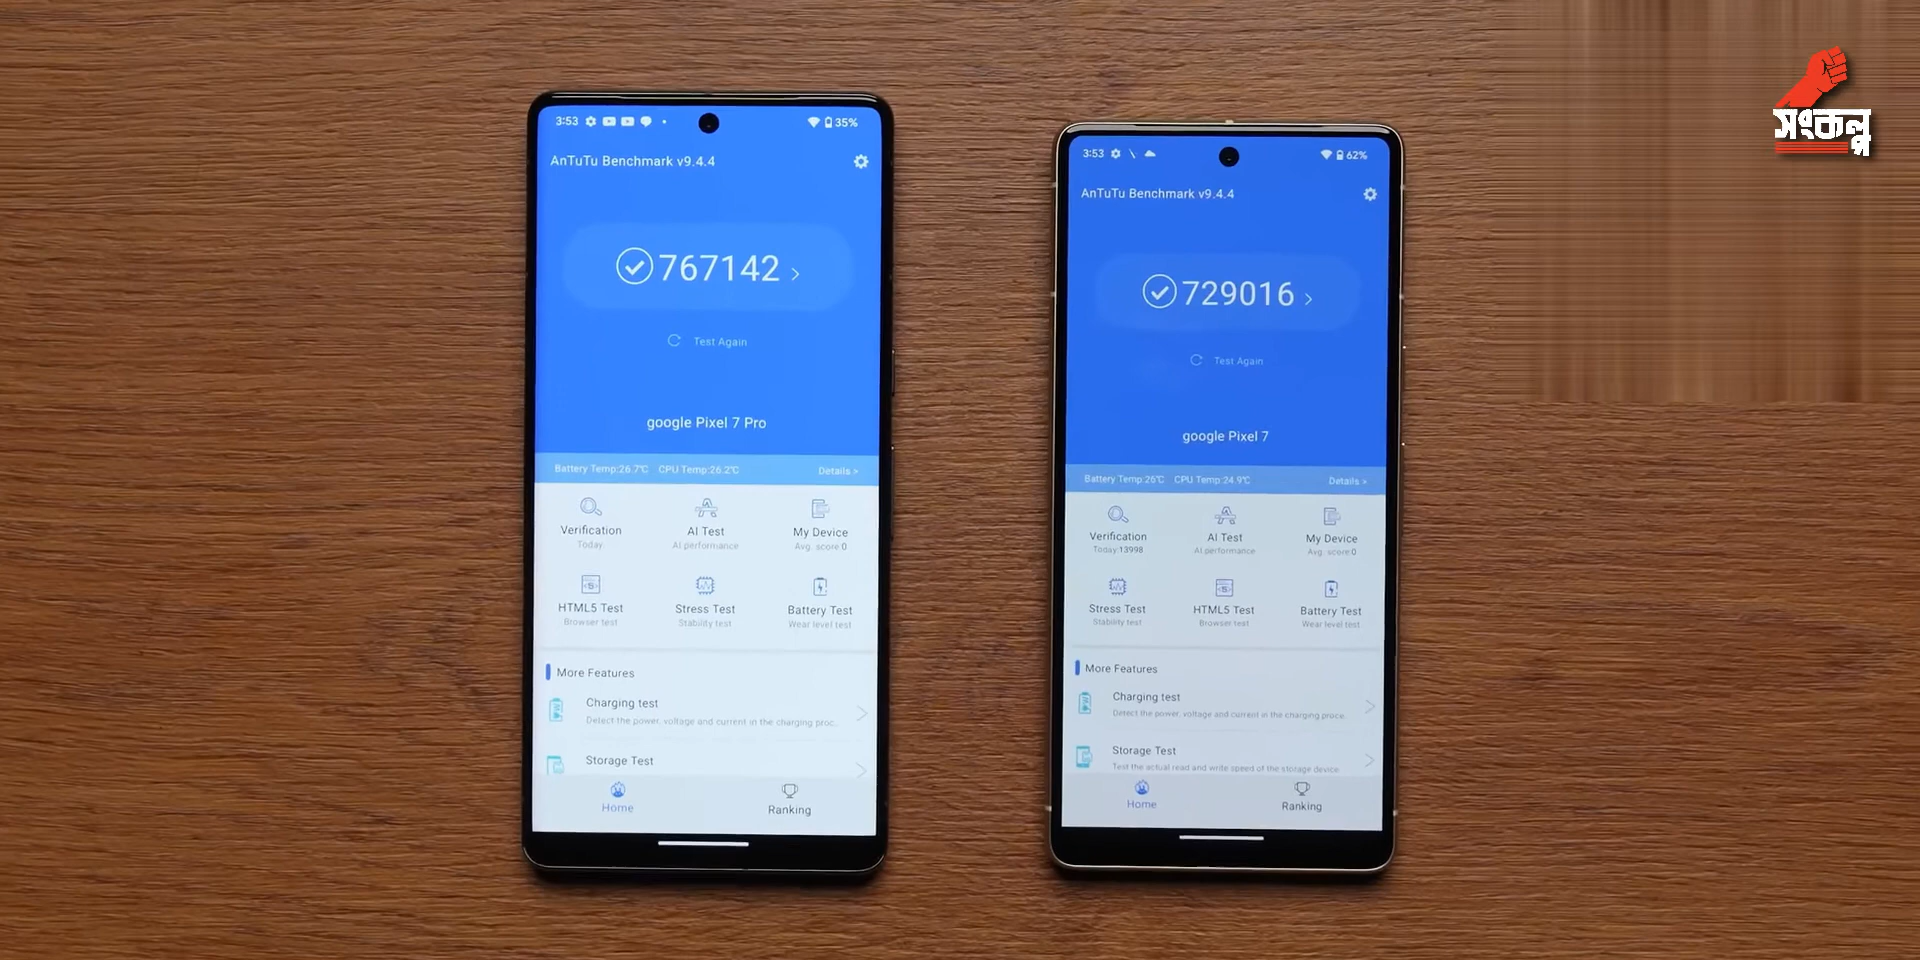 3:53
35%
AnTuTu Benchmark v9.4.4
767142
Test Again
google Pixel 7 Pro
Battery Temp:26.7℃ CPU Temp:26.2℃ Details >
Verification AI Test My Device
Today: AI performance Avg. score:0
HTML5 Test Stress Test Battery Test
Browser test Stability test Wear level test
More Features
Charging test
Detect the power, voltage and current in the charging proc..
Storage Test
Home Ranking
3:53
62%
AnTuTu Benchmark v9.4.4
729016
Test Again
google Pixel 7
Battery Temp:26℃ CPU Temp:24.9℃ Details >
Verification AI Test My Device
Today:13998 AI performance Avg. score:0
Stress Test HTML5 Test Battery Test
Stability test Browser test Wear level test
More Features
Charging test
Detect the power, voltage and current in the charging proce..
Storage Test
Test the actual read and write speed of the storage device.
Home Ranking
সংকল্প